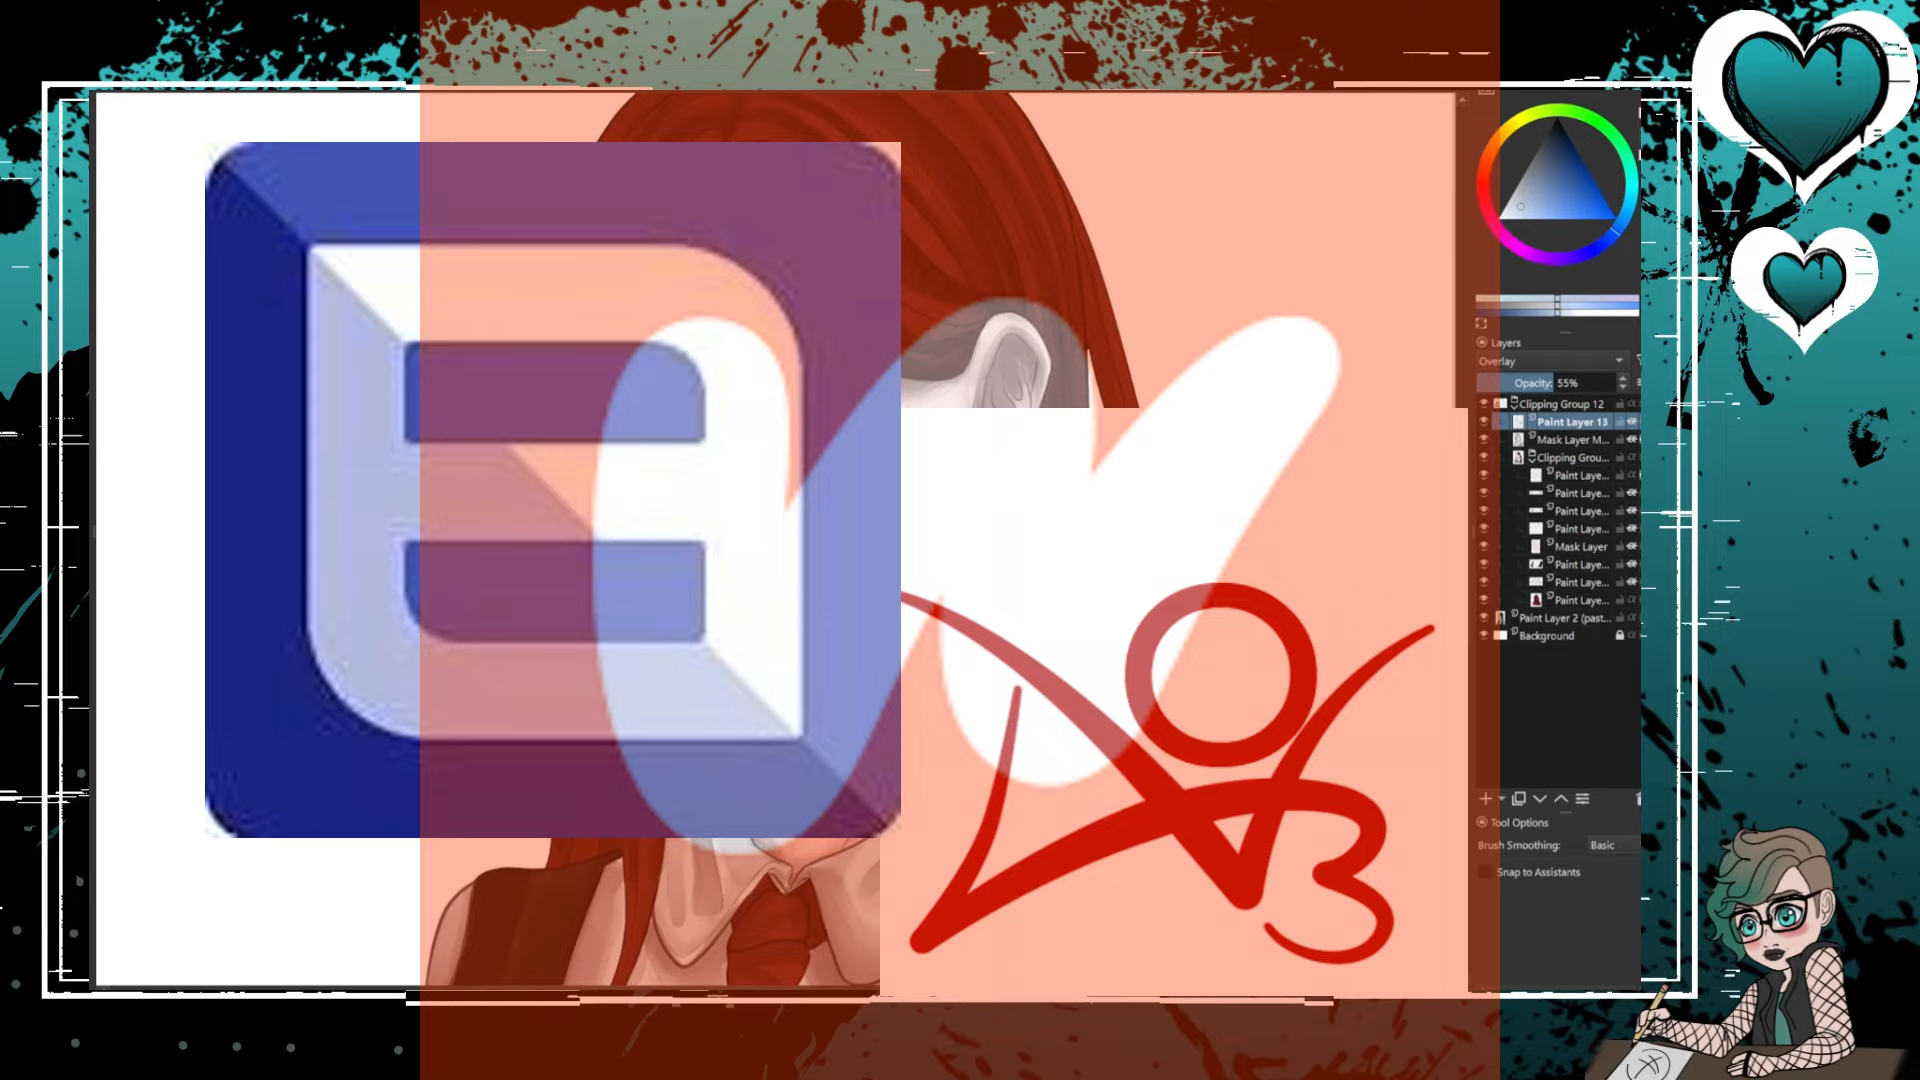 Layers
Overlay
Opacity: 55%
Clipping Group 12
Paint Layer 13
Mask Layer M...
Clipping Grou...
Paint Laye...
Paint Laye...
Paint Laye...
Paint Laye...
Mask Layer
Paint Laye...
Paint Laye...
Paint Laye...
Paint Layer 2 (past...
Background
Tool Options
Brush Smoothing: Basic
Snap to Assistants